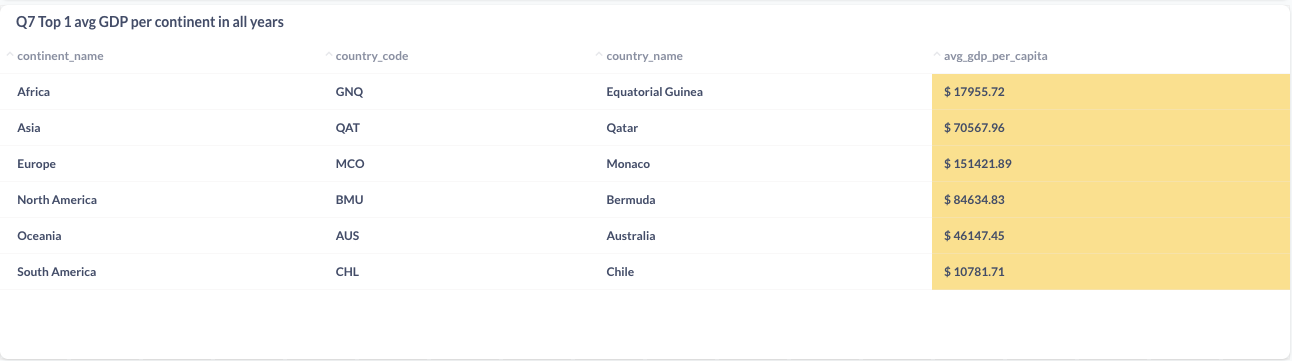 Q7 Top 1 avg GDP per continent in all years
continent_name country_code country_name avg_gdp_per_capita
Africa GNQ Equatorial Guinea $ 17955.72
Asia QAT Qatar $ 70567.96
Europe MCO Monaco $ 151421.89
North America BMU Bermuda $ 84634.83
Oceania AUS Australia $ 46147.45
South America CHL Chile $ 10781.71